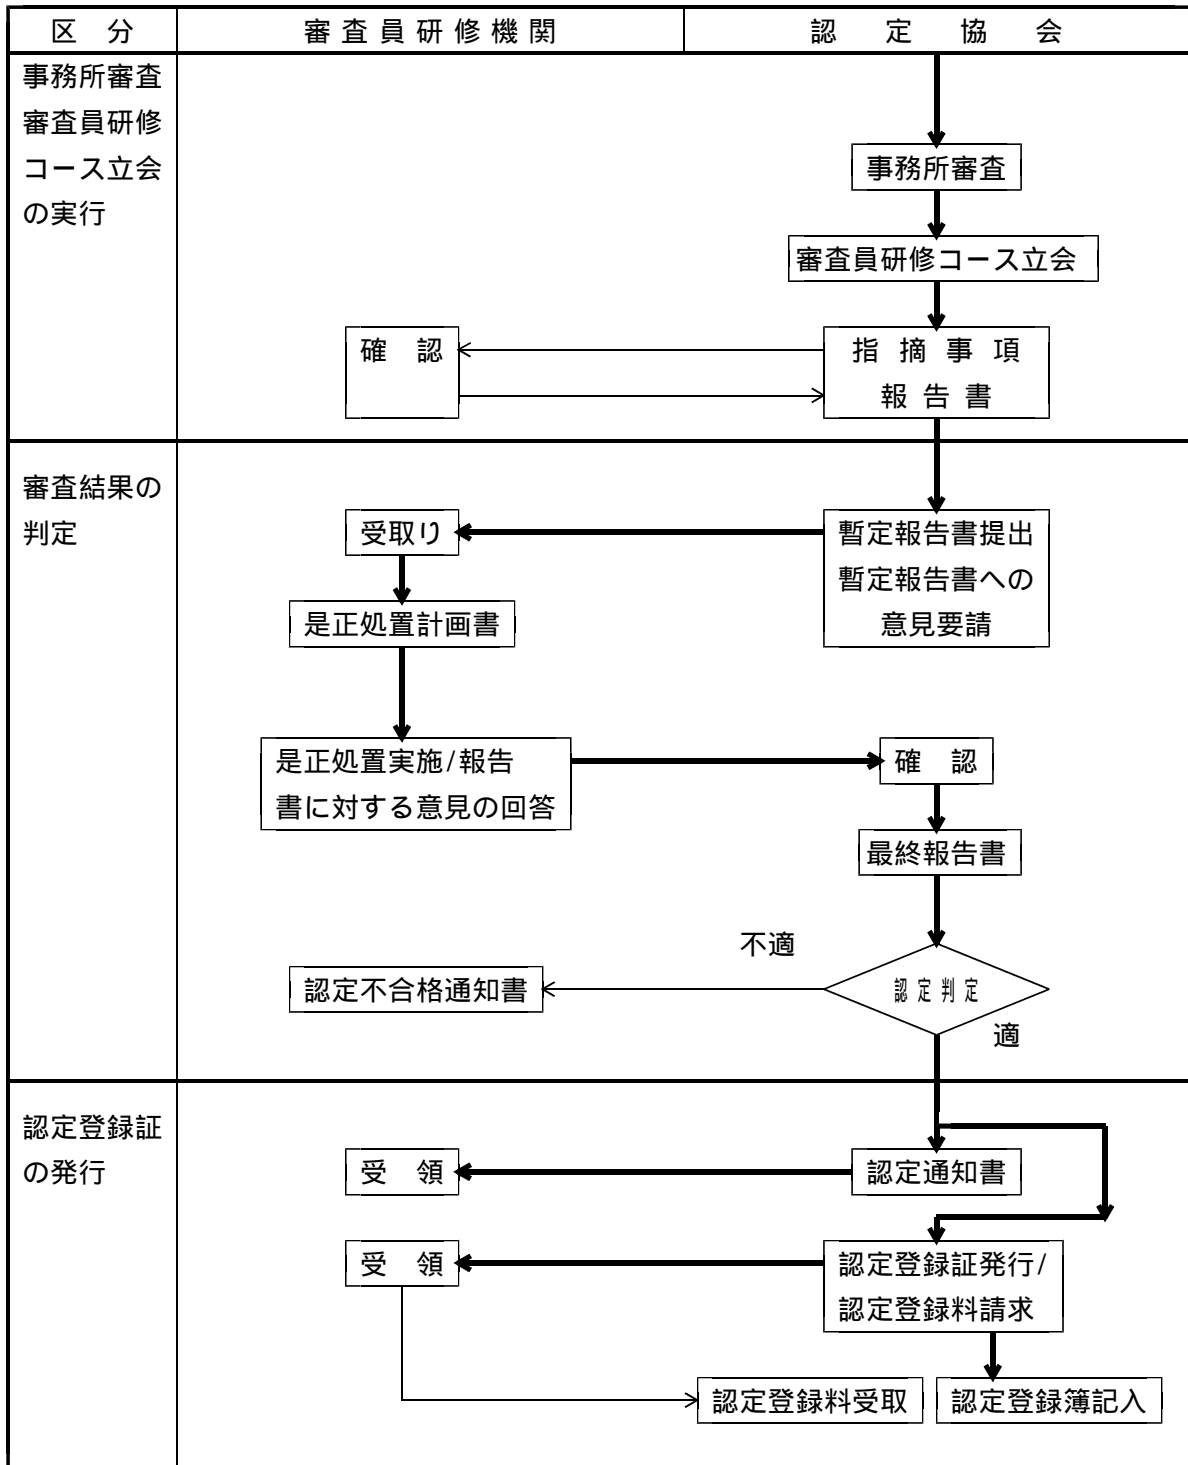 区　分　審査員研修機関　認　定　協　会
事務所審査
審査員研修
コース立会
の実行
事務所審査
審査員研修コース立会
確　認
指摘事項
報告書
審査結果の
判定
受取り
暫定報告書提出
暫定報告書への
意見要請
是正処置計画書
是正処置実施/報告
書に対する意見の回答
確　認
最終報告書
不適
認定不合格通知書
認定判定
適
認定登録証
の発行
受　領
認定通知書
受　領
認定登録証発行/
認定登録料請求
認定登録料受取
認定登録簿記入